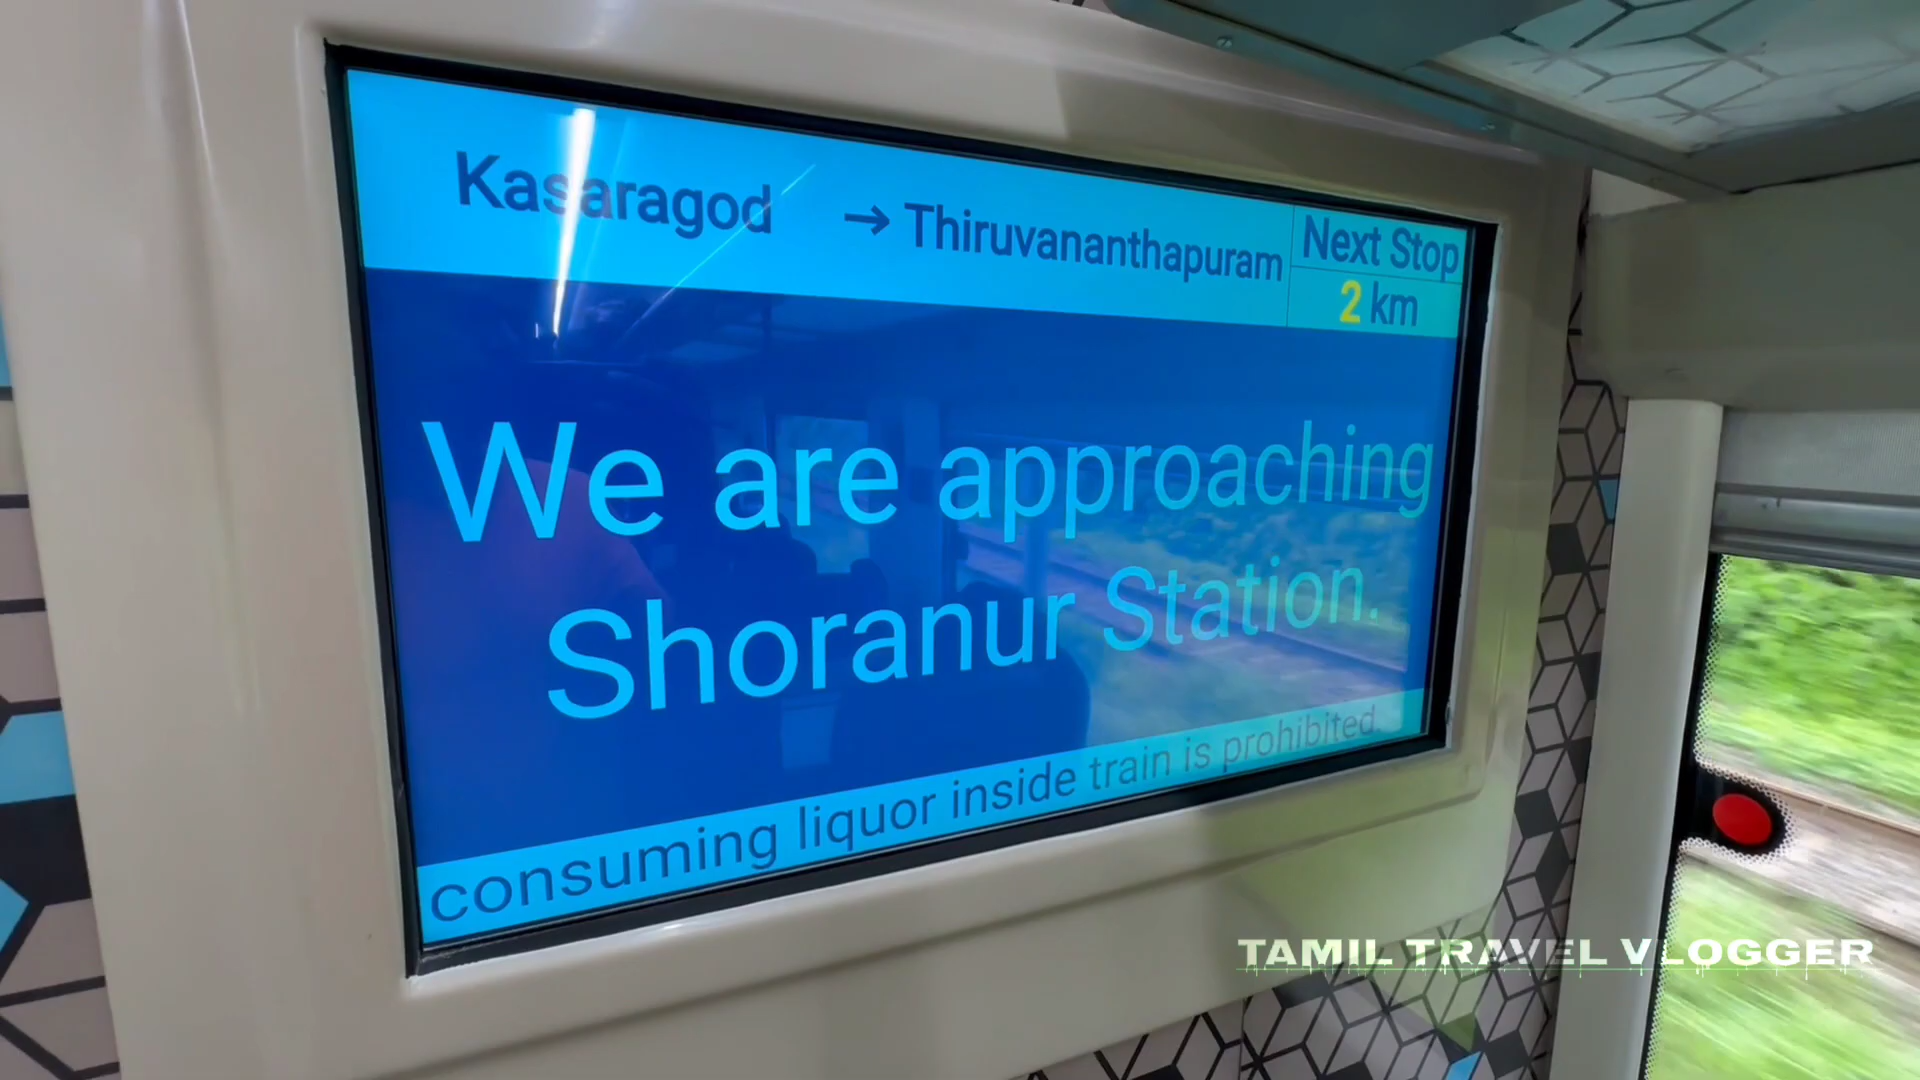 Kasaragod → Thiruvananthapuram
Next Stop
2 km
We are approaching
Shoranur Station.
consuming liquor inside train is prohibited.
TAMIL TRAVEL VLOGGER